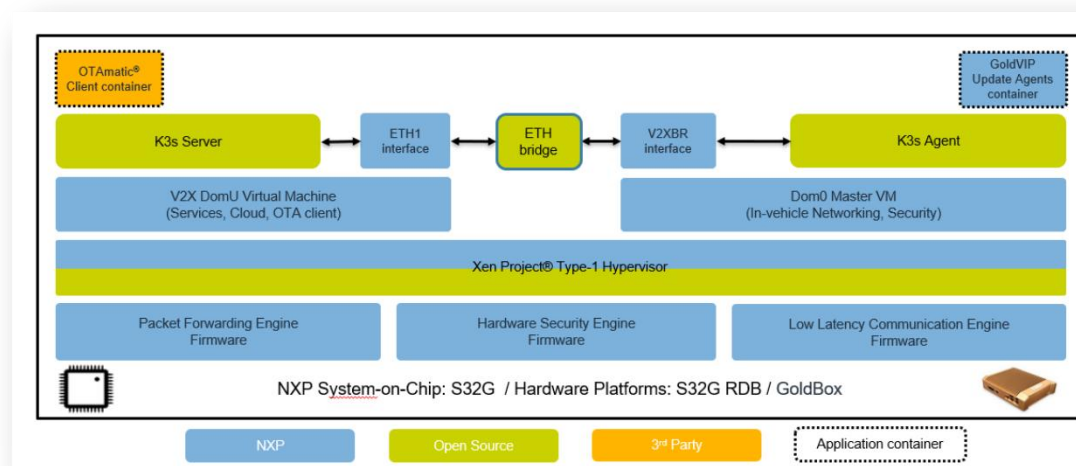 OTAmatic®
Client container
GoldVIP
Update Agents
container
K3s Server
ETH1
interface
ETH
bridge
V2XBR
interface
K3s Agent
V2X DomU Virtual Machine
(Services, Cloud, OTA client)
Dom0 Master VM
(In-vehicle Networking, Security)
Xen Project® Type-1 Hypervisor
Packet Forwarding Engine
Firmware
Hardware Security Engine
Firmware
Low Latency Communication Engine
Firmware
NXP System-on-Chip: S32G / Hardware Platforms: S32G RDB / GoldBox
NXP
Open Source
3rd Party
Application container